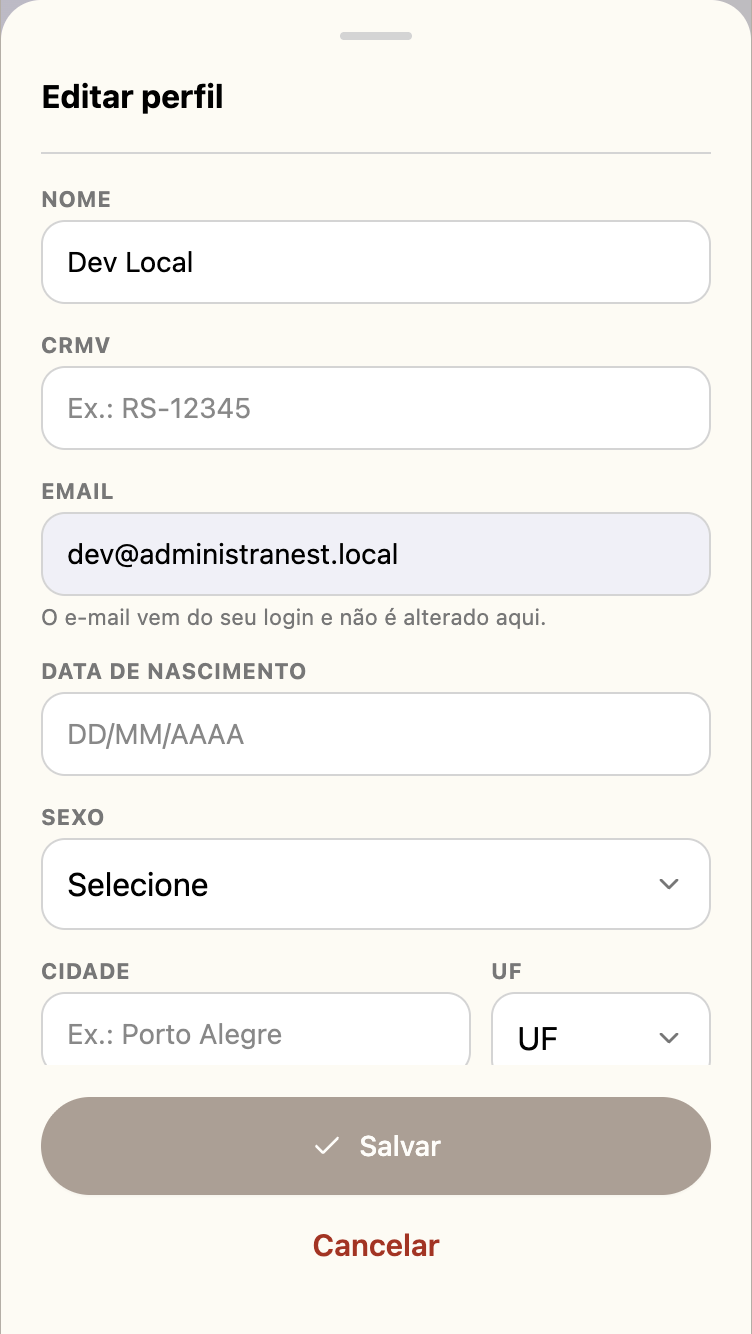 Editar perfil
NOME
Dev Local
CRMV
Ex.: RS-12345
EMAIL
dev@administranest.local
O e-mail vem do seu login e não é alterado aqui.
DATA DE NASCIMENTO
DD/MM/AAAA
SEXO
Selecione
CIDADE UF
Ex.: Porto Alegre UF
Salvar
Cancelar